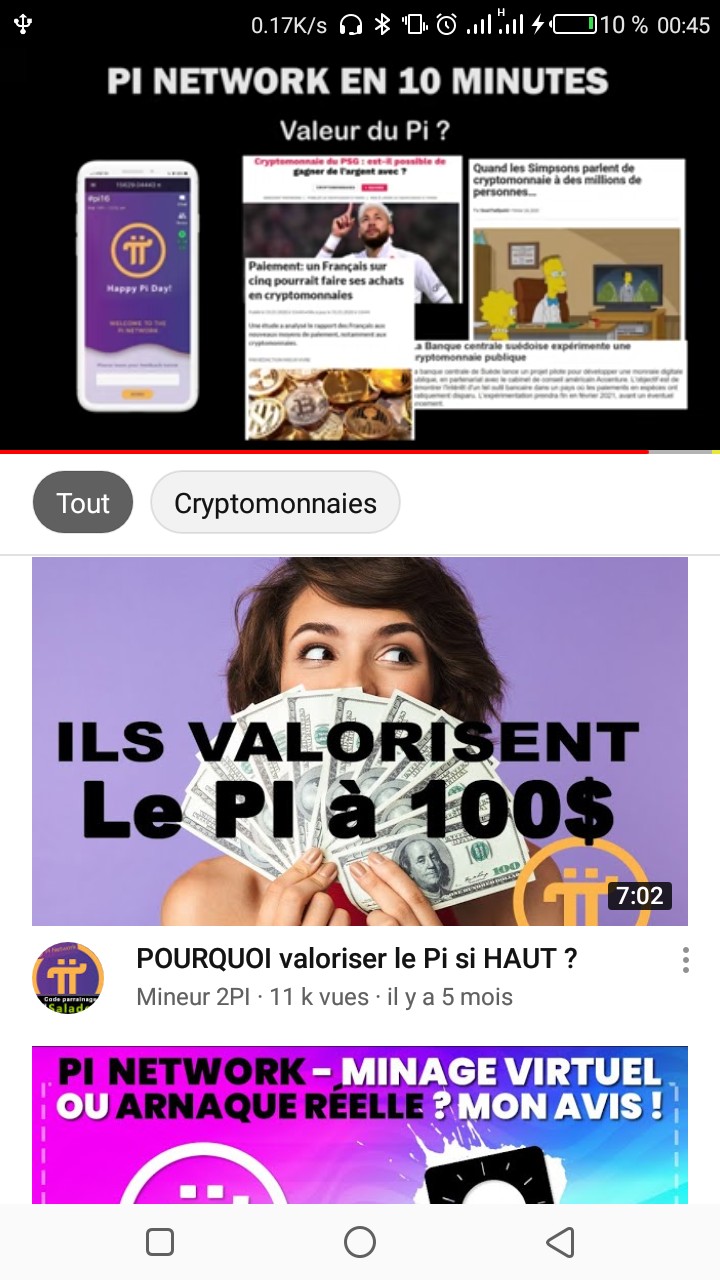 0.17K/s H 10 % 00:45
PI NETWORK EN 10 MINUTES
Valeur du Pi ?
#pi16
Happy Pi Day!
WELCOME TO THE
PI NETWORK
Cryptomonnaie du PSG : est-il possible de
gagner de l'argent avec ?
Paiement: un Français sur
cinq pourrait faire ses achats
en cryptomonnaies
Une étude a analysé le rapport des Français aux
nouveaux moyens de paiement, notamment aux
cryptomonnaies.
Quand les Simpsons parlent de
cryptomonnaie à des millions de
personnes...
a Banque centrale suédoise expérimente une
ryptomonnaie publique
Tout
Cryptomonnaies
ILS VALORISENT
Le PI à 100$
100
7:02
POURQUOI valoriser le Pi si HAUT ?
Mineur 2PI · 11 k vues · il y a 5 mois
Code parrainage
Salad
PI NETWORK – MINAGE VIRTUEL
OU ARNAQUE RÉELLE ? MON AVIS !